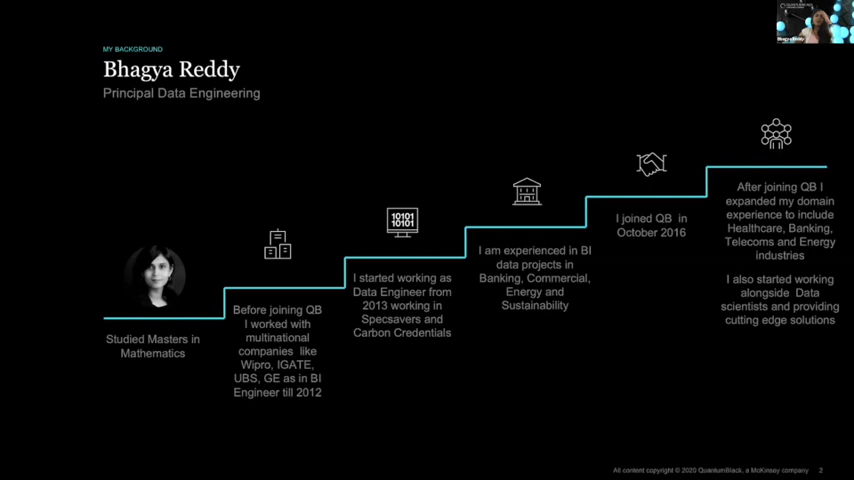 MY BACKGROUND
Bhagya Reddy
Principal Data Engineering
Studied Masters in
Mathematics
Before joining QB
I worked with
multinational
companies like
Wipro, IGATE,
UBS, GE as in BI
Engineer till 2012
10101
10101
I started working as
Data Engineer from
2013 working in
Specsavers and
Carbon Credentials
I am experienced in BI
data projects in
Banking, Commercial,
Energy and
Sustainability
I joined QB in
October 2016
After joining QB I
expanded my domain
experience to include
Healthcare, Banking,
Telecoms and Energy
industries
I also started working
alongside Data
scientists and providing
cutting edge solutions
Bhagya Reddy
All content copyright © 2020 QuantumBlack, a McKinsey company 2